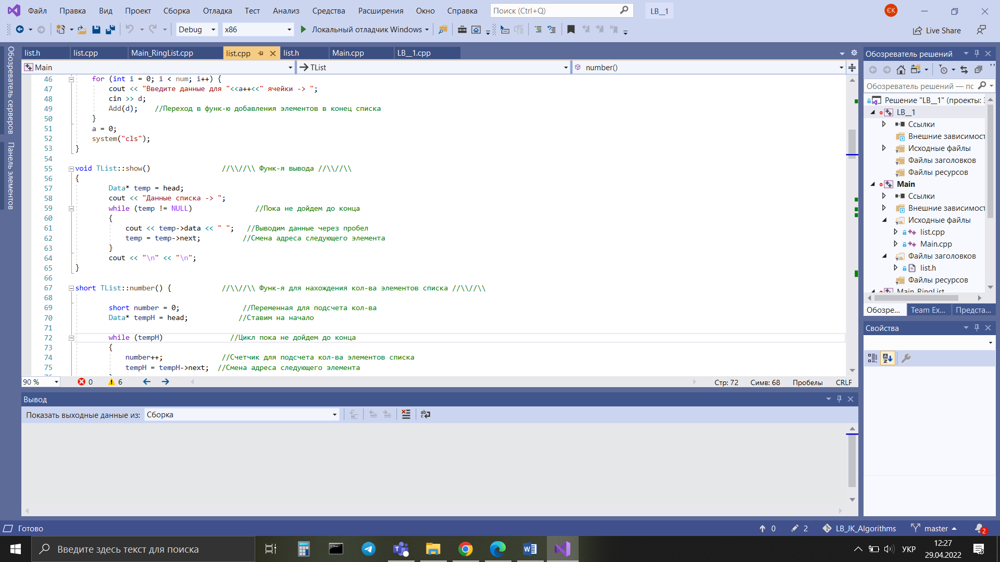 Файл Правка Вид Проект Сборка Отладка Тест Анализ Средства Расширения Окно Справка Поиск (Ctrl+Q) LB__1 ЄК
Debug x86 Локальный отладчик Windows Live Share
Обозреватель серверов
Панель элементов
list.h list.cpp Main_RingList.cpp list.cpp list.h Main.cpp LB__1.cpp
Main TList number()
46 for (int i = 0; i < num; i++) {
47 cout << "Введите данные для "<<a++<<" ячейки -> ";
48 cin >> d;
49 Add(d); //Переход в функ-ю добавления элементов в конец списка
50 }
51 a = 0;
52 system("cls");
53 }
54
55 void TList::show() //\\//\\ Функ-я вывода //\\//\\
56 {
57 Data* temp = head;
58 cout << "Данные списка -> ";
59 while (temp != NULL) //Пока не дойдем до конца
60 {
61 cout << temp->data << " "; //Выводим данные через пробел
62 temp = temp->next; //Смена адреса следующего элемента
63 }
64 cout << "\n" << "\n";
65 }
66
67 short TList::number() { //\\//\\ Функ-я для нахождения кол-ва элементов списка //\\//\\
68
69 short number = 0; //Переменная для подсчета кол-ва
70 Data* tempH = head; //Ставим на начало
71
72 while (tempH) //Цикл пока не дойдем до конца
73 {
74 number++; //Счетчик для подсчета кол-ва элементов списка
75 tempH = tempH->next; //Смена адреса следующего элемента
90 % 0 6 Стр: 72 Симв: 68 Пробелы CRLF
Вывод
Показать выходные данные из: Сборка
Обозреватель решений
Обозреватель решений — пс
Решение "LB__1" (проекты: 3
LB__1
Ссылки
Внешние зависимост
Исходные файлы
Файлы заголовков
Файлы ресурсов
Main
Ссылки
Внешние зависимост
Исходные файлы
list.cpp
Main.cpp
Файлы заголовков
list.h
Файлы ресурсов
Main_RingList
Обозре... Team Ex... Предста...
Свойства
Готово 0 2 LB_JK_Algorithms master 2
Введите здесь текст для поиска
УКР 12:27
29.04.2022